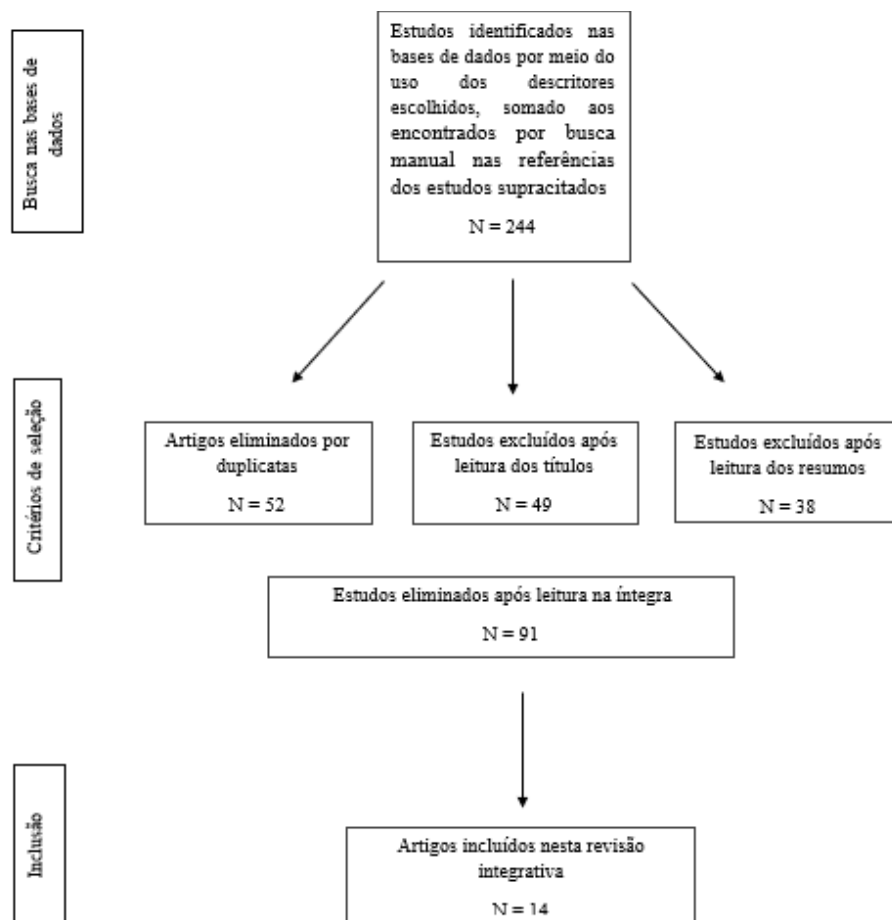 Busca nas bases de
dados
Estudos identificados nas
bases de dados por meio do
uso dos descritores
escolhidos, somado aos
encontrados por busca
manual nas referências
dos estudos supracitados
N = 244
Critérios de seleção
Artigos eliminados por
duplicatas
N = 52
Estudos excluídos após
leitura dos títulos
N = 49
Estudos excluídos após
leitura dos resumos
N = 38
Estudos eliminados após leitura na íntegra
N = 91
Inclusão
Artigos incluídos nesta revisão
integrativa
N = 14